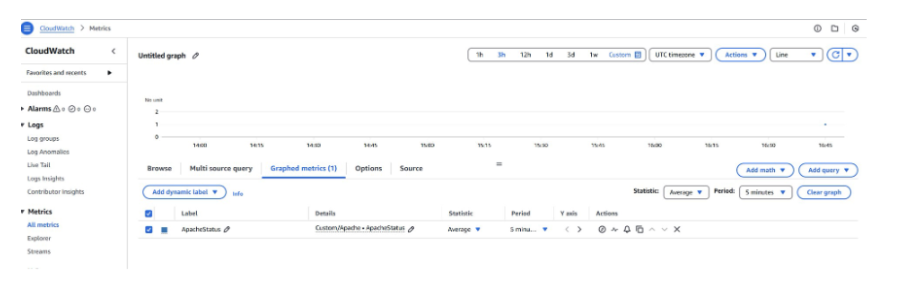 CloudWatch > Metrics
CloudWatch
Favorites and recents
Dashboards
Alarms 0 0 0
Logs
Log groups
Log Anomalies
Live Tail
Logs Insights
Contributor Insights
Metrics
All metrics
Explorer
Streams
Untitled graph
1h 3h 12h 1d 3d 1w Custom UTC timezone Actions Line
No unit
2
1
0
14:00 14:15 14:30 14:45 15:00 15:15 15:30 15:45 16:00 16:15 16:30 16:45
Browse Multi source query Graphed metrics (1) Options Source
Add math Add query
Add dynamic label Info
Statistic: Average Period: 5 minutes Clear graph
Label Details Statistic Period Y axis Actions
ApacheStatus Custom/Apache • ApacheStatus Average 5 minu...